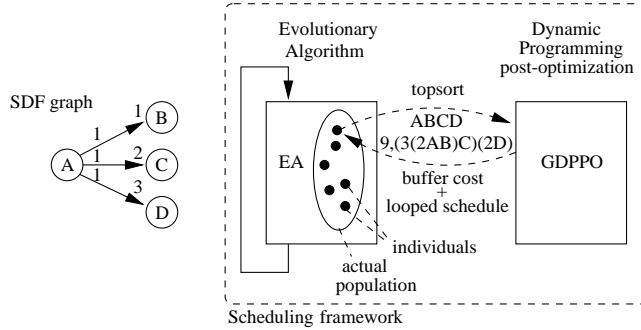 Evolutionary
Algorithm
Dynamic
Programming
post-optimization
SDF graph
A
1
1
1
1
2
3
B
C
D
EA
topsort
ABCD
9,(3(2AB)C)(2D)
buffer cost
+
looped schedule
GDPPO
individuals
actual
population
Scheduling framework